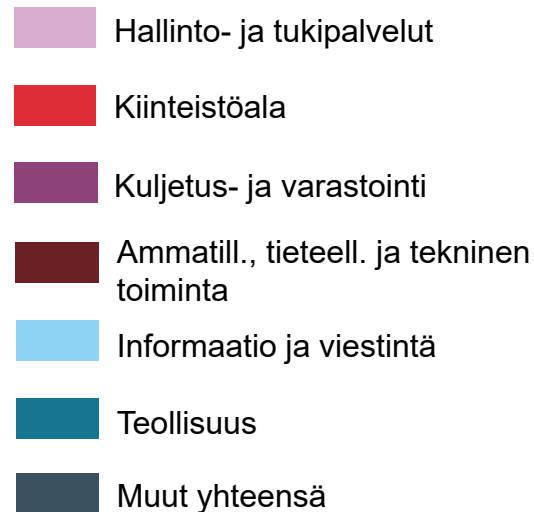 Hallinto- ja tukipalvelut
Kiinteistöala
Kuljetus- ja varastointi
Ammatill., tieteell. ja tekninen
toiminta
Informaatio ja viestintä
Teollisuus
Muut yhteensä